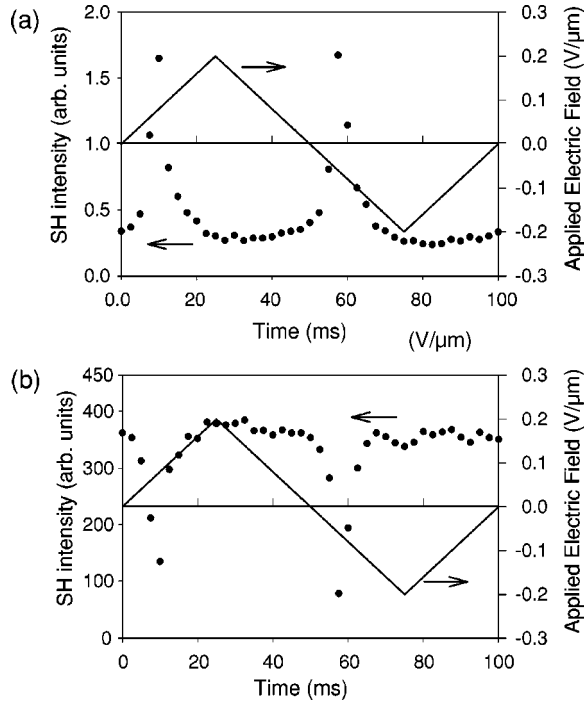 (a)
2.0
1.5
1.0
0.5
0.0
SH intensity (arb. units)
0.3
0.2
0.1
0.0
-0.1
-0.2
-0.3
Applied Electric Field (V/µm)
0.0 20 40 60 80 100
Time (ms)
(V/µm)
(b)
450
400
300
200
100
0
SH intensity (arb. units)
0.3
0.2
0.1
0.0
-0.1
-0.2
-0.3
Applied Electric Field (V/µm)
0 20 40 60 80 100
Time (ms)